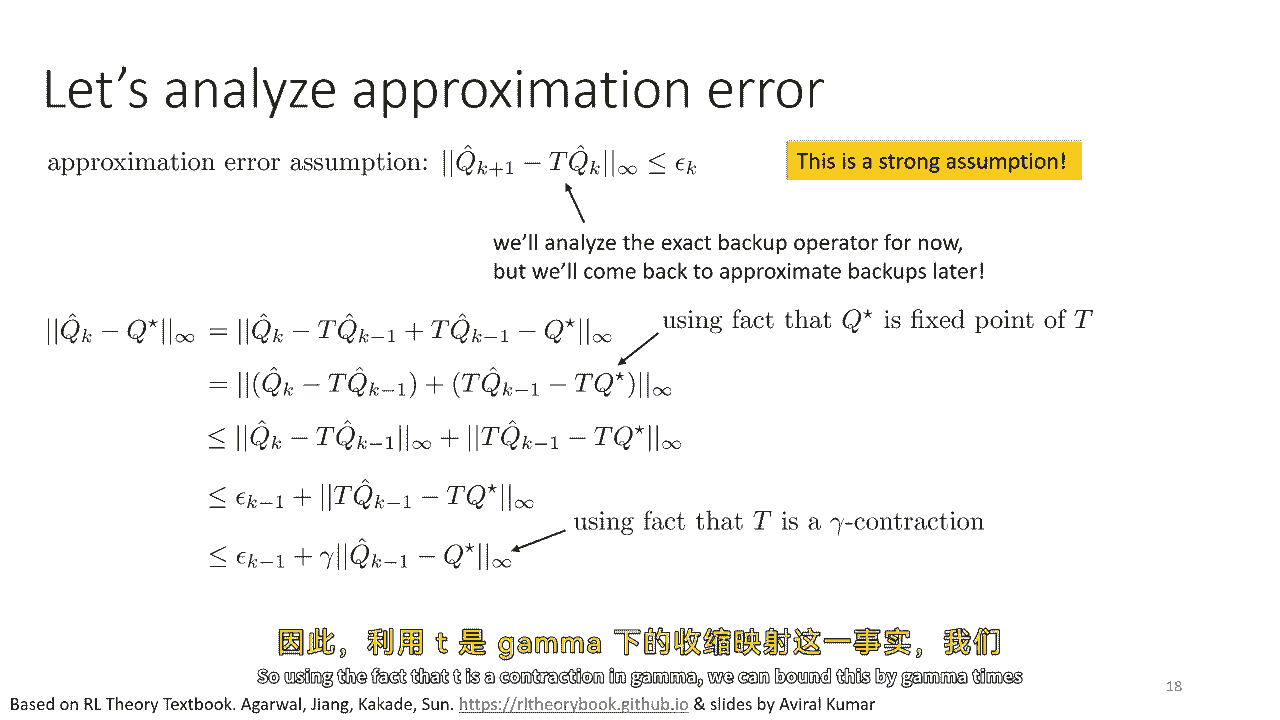 Let's analyze approximation error
approximation error assumption: $||\hat{Q}_{k+1} - T\hat{Q}_k||_\infty \leq \epsilon_k$
This is a strong assumption!
we'll analyze the exact backup operator for now,
but we'll come back to approximate backups later!
$||\hat{Q}_k - Q^\star||_\infty = ||\hat{Q}_k - T\hat{Q}_{k-1} + T\hat{Q}_{k-1} - Q^\star||_\infty$
using fact that $Q^\star$ is fixed point of $T$
$= ||(\hat{Q}_k - T\hat{Q}_{k-1}) + (T\hat{Q}_{k-1} - TQ^\star)||_\infty$
$\leq ||\hat{Q}_k - T\hat{Q}_{k-1}||_\infty + ||T\hat{Q}_{k-1} - TQ^\star||_\infty$
$\leq \epsilon_{k-1} + ||T\hat{Q}_{k-1} - TQ^\star||_\infty$
using fact that $T$ is a $\gamma$-contraction
$\leq \epsilon_{k-1} + \gamma||\hat{Q}_{k-1} - Q^\star||_\infty$
因此，利用 t 是 gamma 下的收缩映射这一事实，我们
So using the fact that t is a contraction in gamma, we can bound this by gamma times
18
Based on RL Theory Textbook. Agarwal, Jiang, Kakade, Sun. https://rltheorybook.github.io & slides by Aviral Kumar